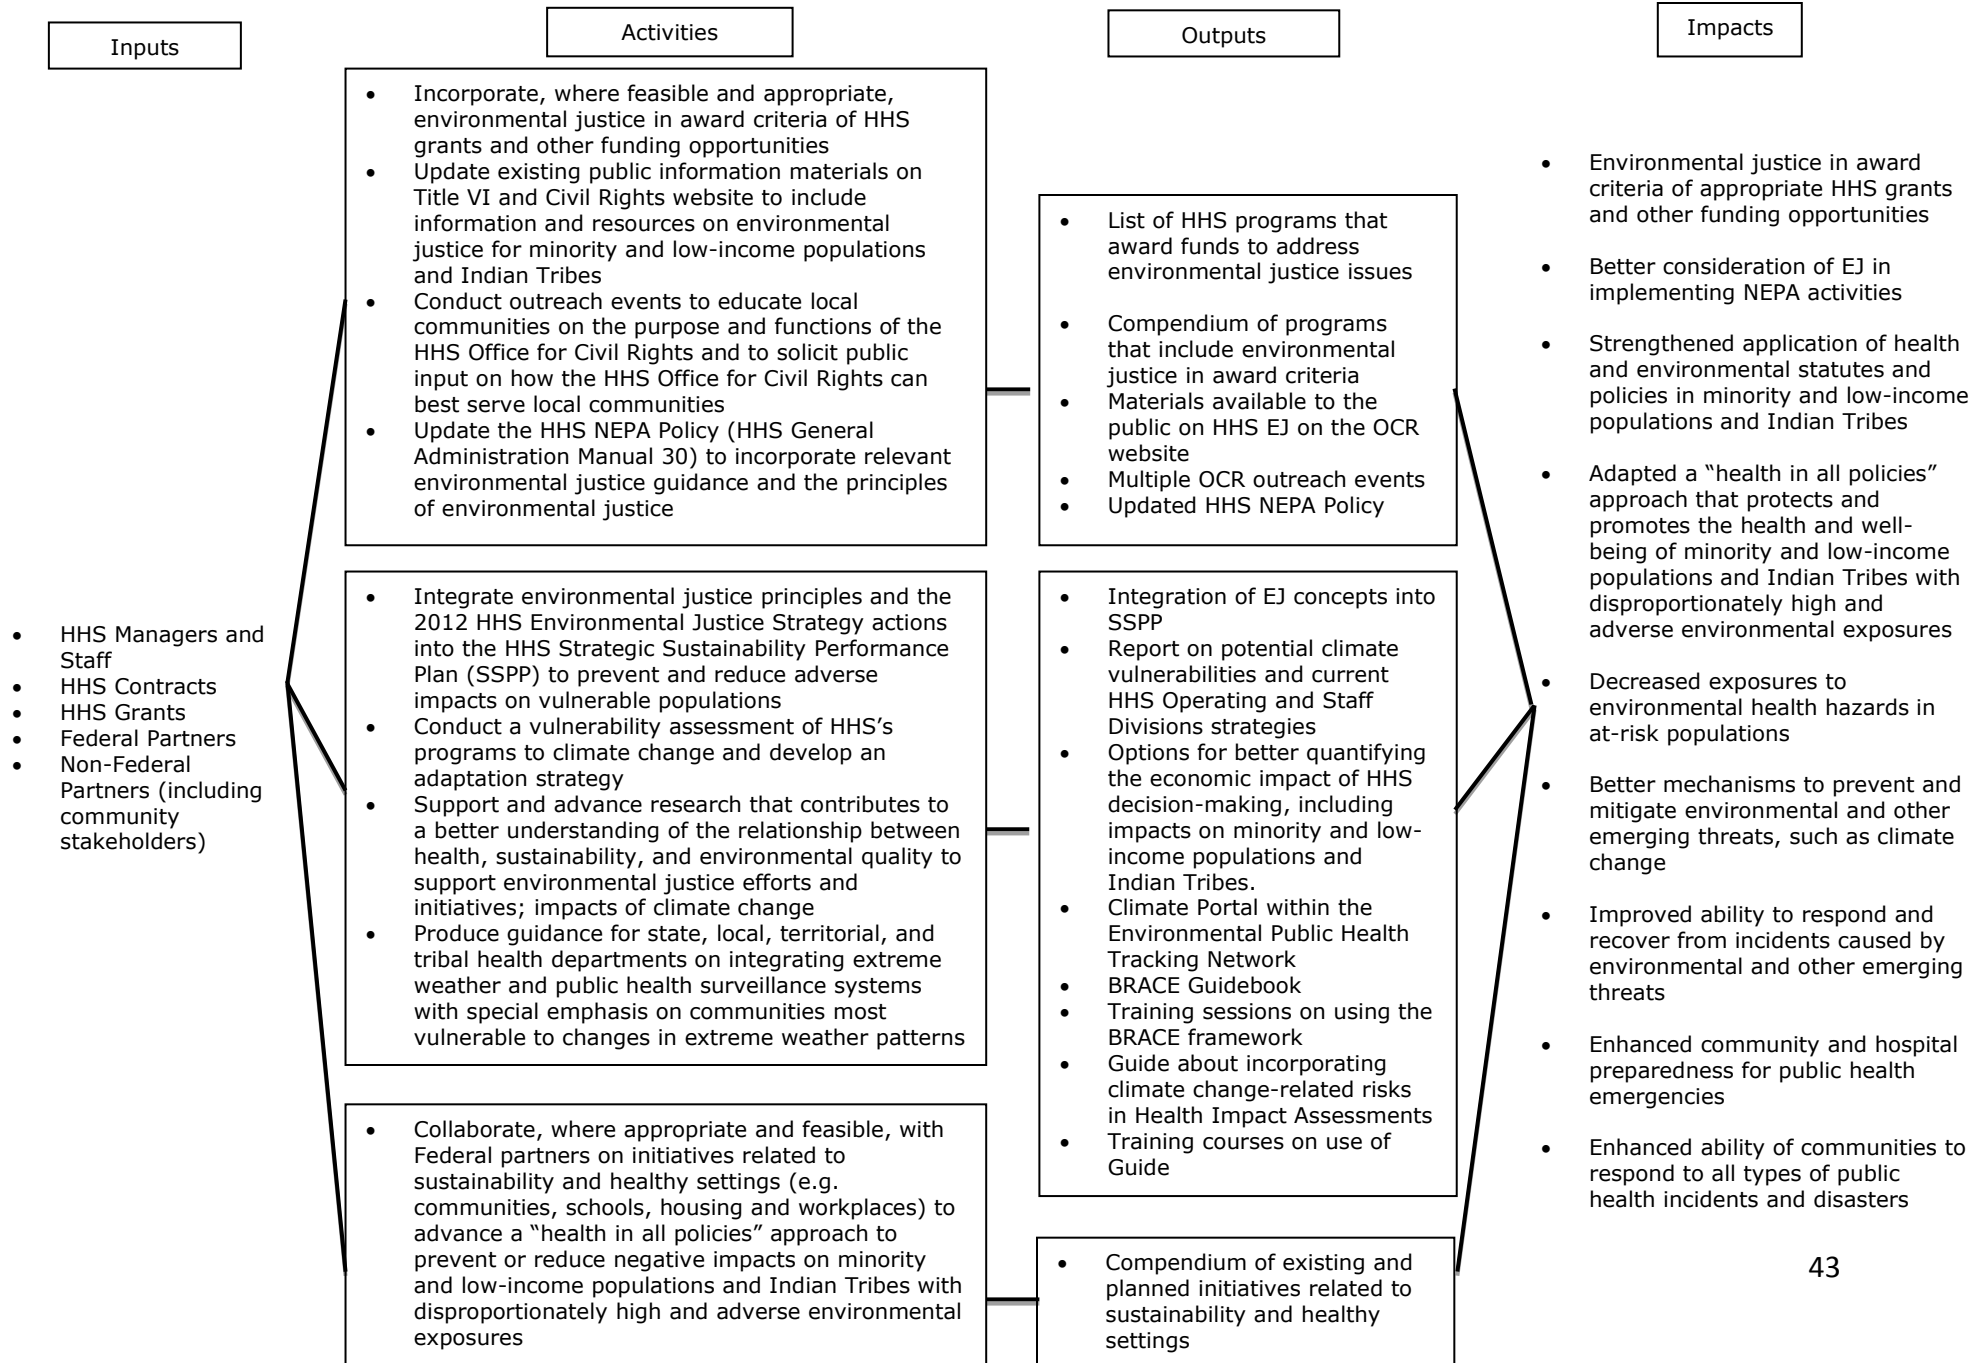 Inputs
Activities
Outputs
Impacts
• HHS Managers and
Staff
• HHS Contracts
• HHS Grants
• Federal Partners
• Non-Federal
Partners (including
community
stakeholders)
• Incorporate, where feasible and appropriate,
environmental justice in award criteria of HHS
grants and other funding opportunities
• Update existing public information materials on
Title VI and Civil Rights website to include
information and resources on environmental
justice for minority and low-income populations
and Indian Tribes
• Conduct outreach events to educate local
communities on the purpose and functions of the
HHS Office for Civil Rights and to solicit public
input on how the HHS Office for Civil Rights can
best serve local communities
• Update the HHS NEPA Policy (HHS General
Administration Manual 30) to incorporate relevant
environmental justice guidance and the principles
of environmental justice
• Integrate environmental justice principles and the
2012 HHS Environmental Justice Strategy actions
into the HHS Strategic Sustainability Performance
Plan (SSPP) to prevent and reduce adverse
impacts on vulnerable populations
• Conduct a vulnerability assessment of HHS’s
programs to climate change and develop an
adaptation strategy
• Support and advance research that contributes to
a better understanding of the relationship between
health, sustainability, and environmental quality to
support environmental justice efforts and
initiatives; impacts of climate change
• Produce guidance for state, local, territorial, and
tribal health departments on integrating extreme
weather and public health surveillance systems
with special emphasis on communities most
vulnerable to changes in extreme weather patterns
• Collaborate, where appropriate and feasible, with
Federal partners on initiatives related to
sustainability and healthy settings (e.g.
communities, schools, housing and workplaces) to
advance a “health in all policies” approach to
prevent or reduce negative impacts on minority
and low-income populations and Indian Tribes with
disproportionately high and adverse environmental
exposures
• List of HHS programs that
award funds to address
environmental justice issues
• Compendium of programs
that include environmental
justice in award criteria
• Materials available to the
public on HHS EJ on the OCR
website
• Multiple OCR outreach events
• Updated HHS NEPA Policy
• Integration of EJ concepts into
SSPP
• Report on potential climate
vulnerabilities and current
HHS Operating and Staff
Divisions strategies
• Options for better quantifying
the economic impact of HHS
decision-making, including
impacts on minority and low-
income populations and
Indian Tribes.
• Climate Portal within the
Environmental Public Health
Tracking Network
• BRACE Guidebook
• Training sessions on using the
BRACE framework
• Guide about incorporating
climate change-related risks
in Health Impact Assessments
• Training courses on use of
Guide
• Compendium of existing and
planned initiatives related to
sustainability and healthy
settings
• Environmental justice in award
criteria of appropriate HHS grants
and other funding opportunities
• Better consideration of EJ in
implementing NEPA activities
• Strengthened application of health
and environmental statutes and
policies in minority and low-income
populations and Indian Tribes
• Adapted a “health in all policies”
approach that protects and
promotes the health and well-
being of minority and low-income
populations and Indian Tribes with
disproportionately high and
adverse environmental exposures
• Decreased exposures to
environmental health hazards in
at-risk populations
• Better mechanisms to prevent and
mitigate environmental and other
emerging threats, such as climate
change
• Improved ability to respond and
recover from incidents caused by
environmental and other emerging
threats
• Enhanced community and hospital
preparedness for public health
emergencies
• Enhanced ability of communities to
respond to all types of public
health incidents and disasters
43